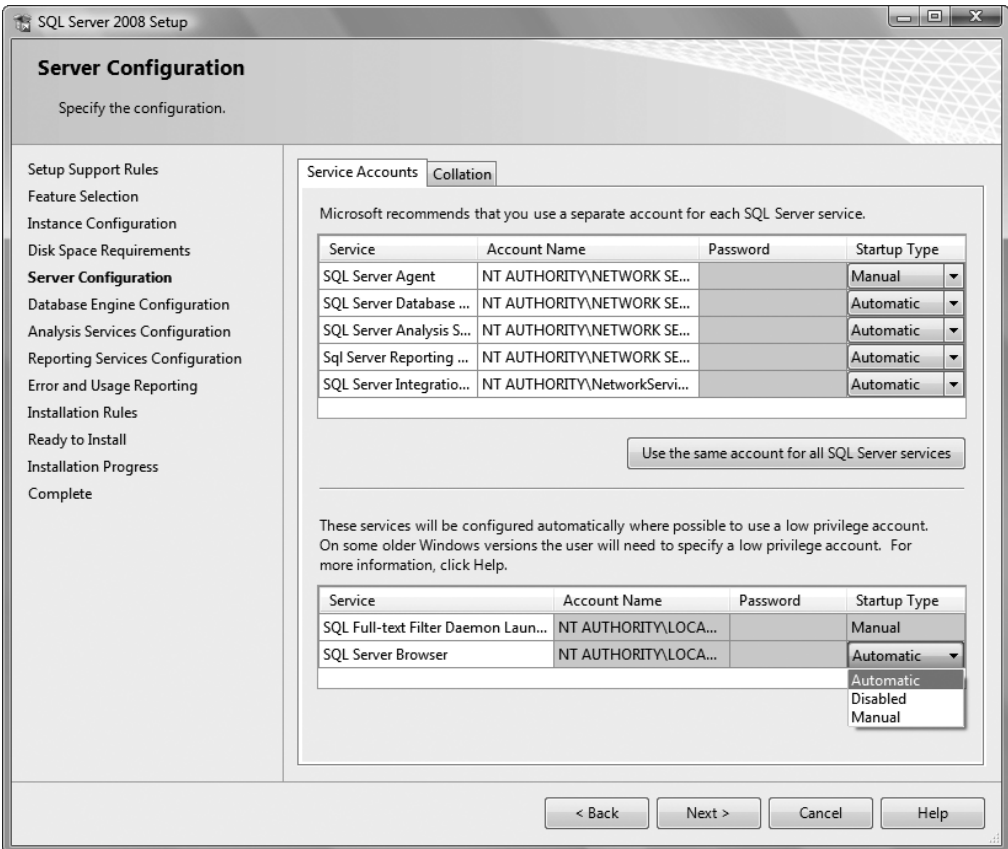 SQL Server 2008 Setup
Server Configuration
Specify the configuration.
Setup Support Rules
Feature Selection
Instance Configuration
Disk Space Requirements
Server Configuration
Database Engine Configuration
Analysis Services Configuration
Reporting Services Configuration
Error and Usage Reporting
Installation Rules
Ready to Install
Installation Progress
Complete
Service Accounts Collation
Microsoft recommends that you use a separate account for each SQL Server service.
Service Account Name Password Startup Type
SQL Server Agent NT AUTHORITY\NETWORK SE... Manual
SQL Server Database ... NT AUTHORITY\NETWORK SE... Automatic
SQL Server Analysis S... NT AUTHORITY\NETWORK SE... Automatic
Sql Server Reporting ... NT AUTHORITY\NETWORK SE... Automatic
SQL Server Integratio... NT AUTHORITY\NetworkServi... Automatic
Use the same account for all SQL Server services
These services will be configured automatically where possible to use a low privilege account.
On some older Windows versions the user will need to specify a low privilege account. For
more information, click Help.
Service Account Name Password Startup Type
SQL Full-text Filter Daemon Laun... NT AUTHORITY\LOCA... Manual
SQL Server Browser NT AUTHORITY\LOCA... Automatic
Automatic
Disabled
Manual
< Back Next > Cancel Help